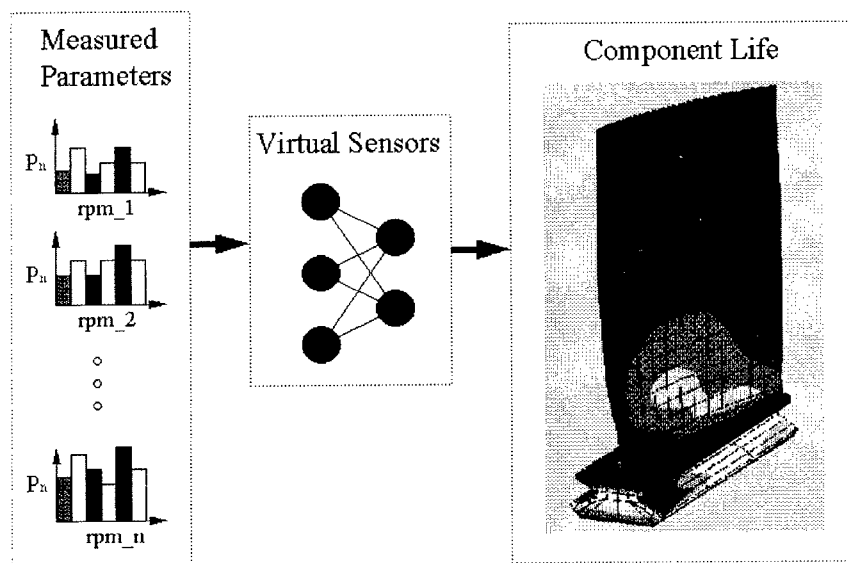 Measured
Parameters
Pn
rpm_1
Pn
rpm_2
Pn
rpm_n
Virtual Sensors
Component Life